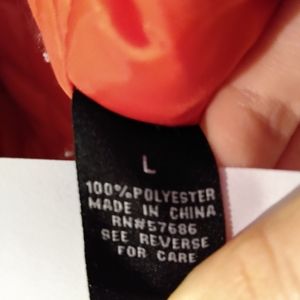 L
100% POLYESTER
MADE IN CHINA
RN#57686
SEE REVERSE
FOR CARE